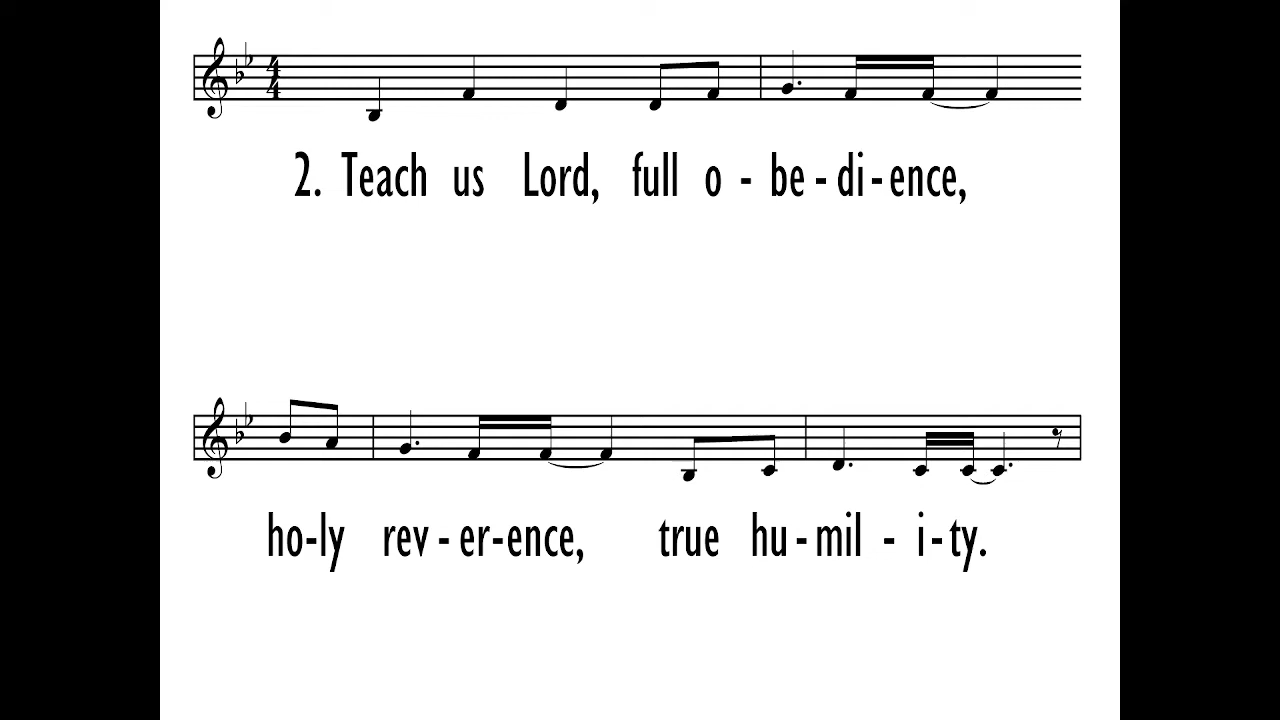 2. Teach us Lord, full o - be - di - ence,
ho-ly rev - er-ence, true hu - mil - i - ty.